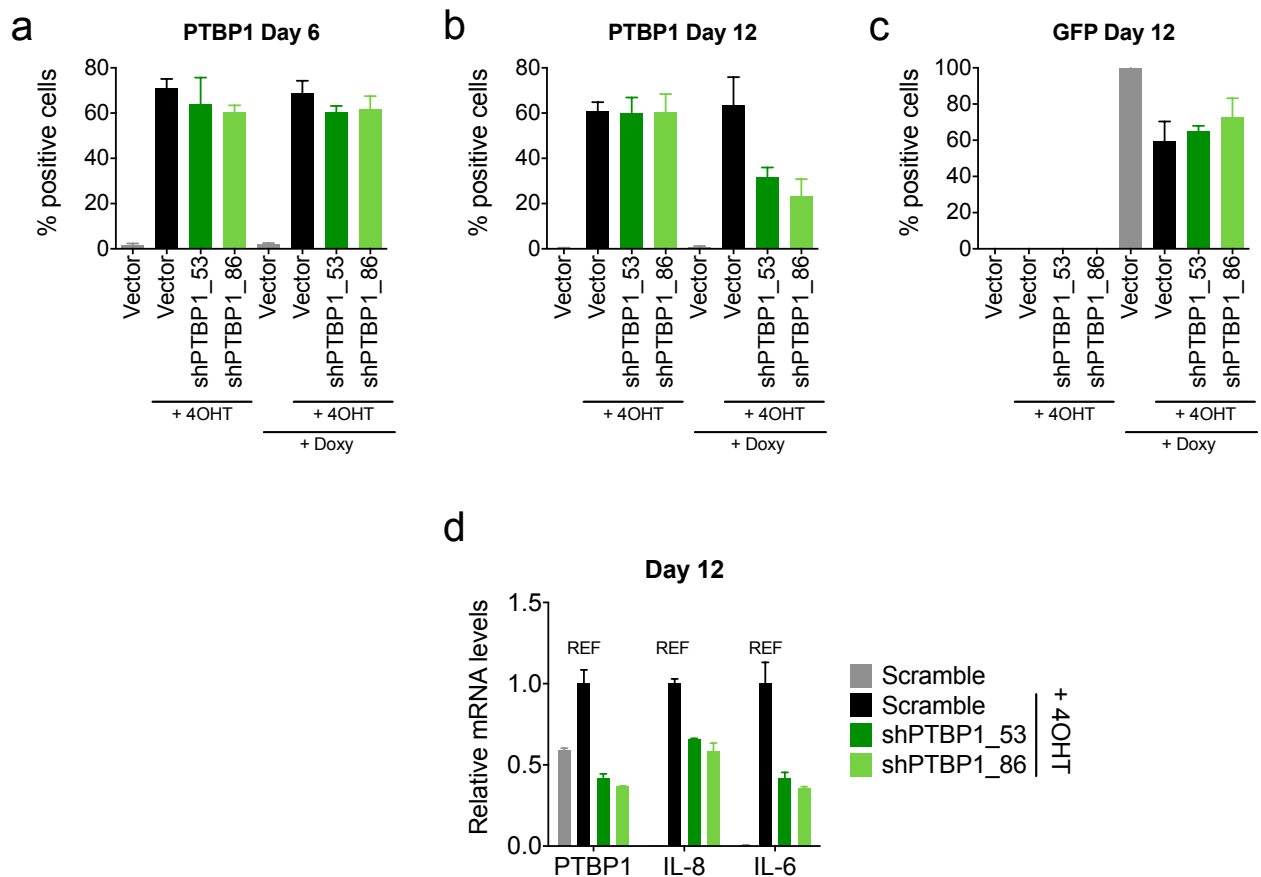 a
PTBP1 Day 6
% positive cells
80
60
40
20
0
Vector
Vector
shPTBP1_53
shPTBP1_86
Vector
Vector
shPTBP1_53
shPTBP1_86
+ 4OHT
+ 4OHT
+ Doxy
b
PTBP1 Day 12
% positive cells
80
60
40
20
0
Vector
Vector
shPTBP1_53
shPTBP1_86
Vector
Vector
shPTBP1_53
shPTBP1_86
+ 4OHT
+ 4OHT
+ Doxy
c
GFP Day 12
% positive cells
100
80
60
40
20
0
Vector
Vector
shPTBP1_53
shPTBP1_86
Vector
Vector
shPTBP1_53
shPTBP1_86
+ 4OHT
+ 4OHT
+ Doxy
d
Day 12
Relative mRNA levels
1.5
1.0
0.5
0.0
REF
REF
REF
PTBP1
IL-8
IL-6
Scramble
Scramble
shPTBP1_53
shPTBP1_86
+ 4OHT